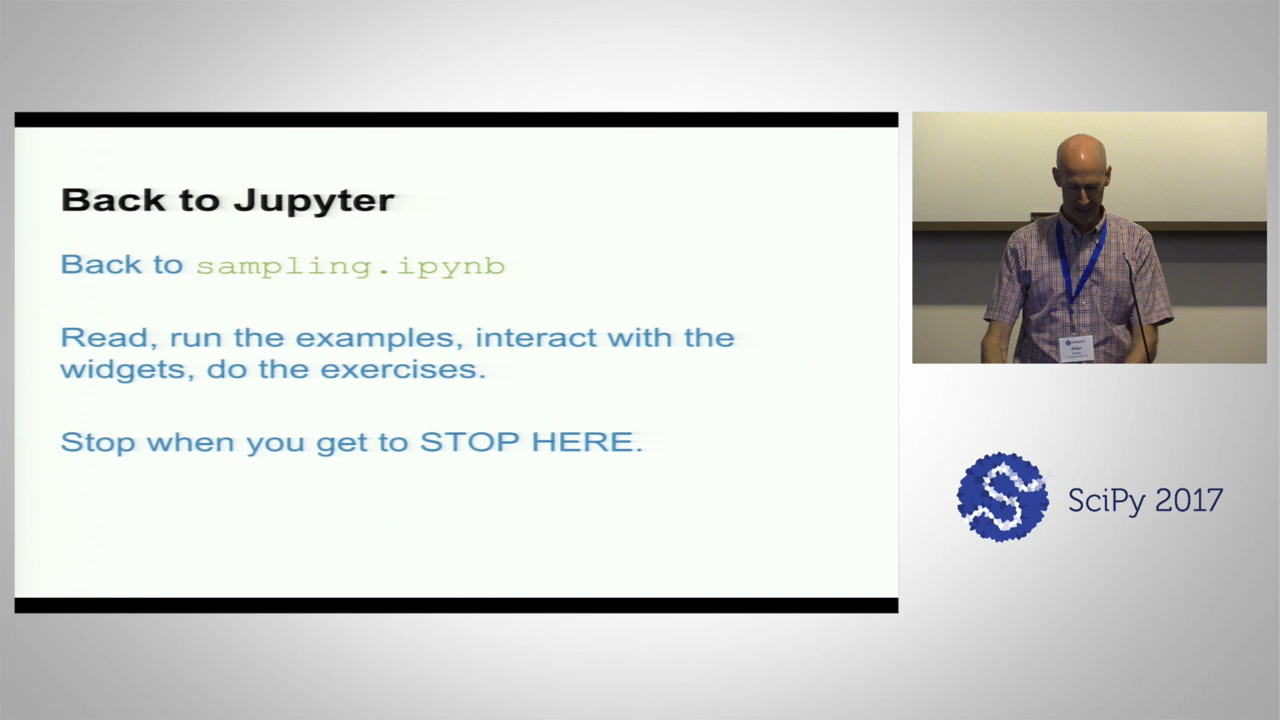 Back to Jupyter
Back to sampling.ipynb
Read, run the examples, interact with the
widgets, do the exercises.
Stop when you get to STOP HERE.
Allen
SciPy 2017